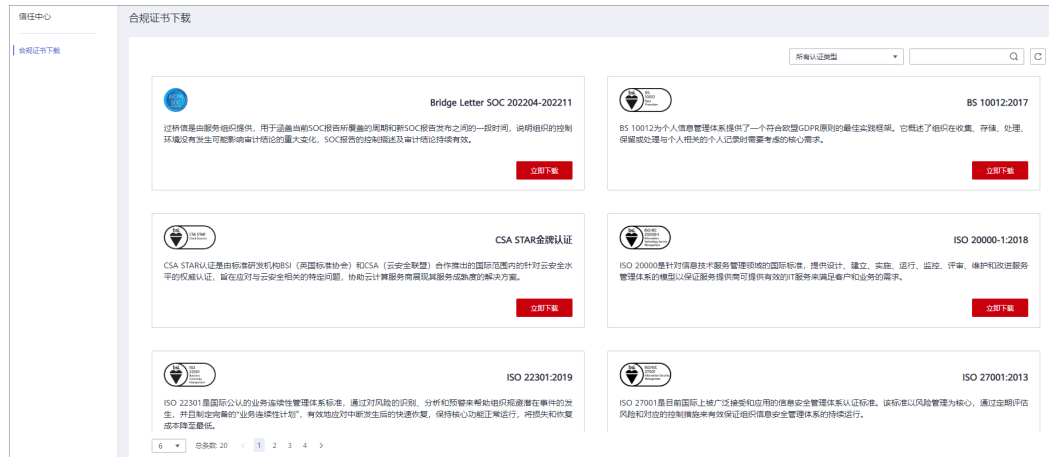 信任中心
合规证书下载
合规证书下载
所有认证类型
Bridge Letter SOC 202204-202211
过桥信是由服务组织提供，用于涵盖当前SOC报告所覆盖的周期和新SOC报告发布之间的一段时间，说明组织的控制
环境没有发生可能影响审计结论的重大变化，SOC报告的控制描述及审计结论持续有效。
立即下载
BS 10012:2017
BS 10012为个人信息管理体系提供了一个符合欧盟GDPR原则的最佳实践框架。它概述了组织在收集、存储、处理、
保留或处理与个人相关的个人记录时需要考虑的核心需求。
立即下载
CSA STAR金牌认证
CSA STAR认证是由标准研发机构BSI（英国标准协会）和CSA（云安全联盟）合作推出的国际范围内的针对云安全水
平的权威认证，旨在应对与云安全相关的特定问题，协助云计算服务商展现其服务成熟度的解决方案。
立即下载
ISO 20000-1:2018
ISO 20000是针对信息技术服务管理领域的国际标准，提供设计、建立、实施、运行、监控、评审、维护和改进服务
管理体系的模型以保证服务提供商可提供有效的IT服务来满足客户和业务的需求。
立即下载
ISO 22301:2019
ISO 22301是国际公认的业务连续性管理体系标准，通过对风险的识别、分析和预警来帮助组织规避潜在事件的发
生，并且制定完备的“业务连续性计划”，有效地应对中断发生后的快速恢复，保持核心功能正常运行，将损失和恢复
成本降至最低。
ISO 27001:2013
ISO 27001是目前国际上被广泛接受和应用的信息安全管理体系认证标准。该标准以风险管理为核心，通过定期评估
风险和对应的控制措施来有效保证组织信息安全管理体系的持续运行。
6 总条数: 20 < 1 2 3 4 >